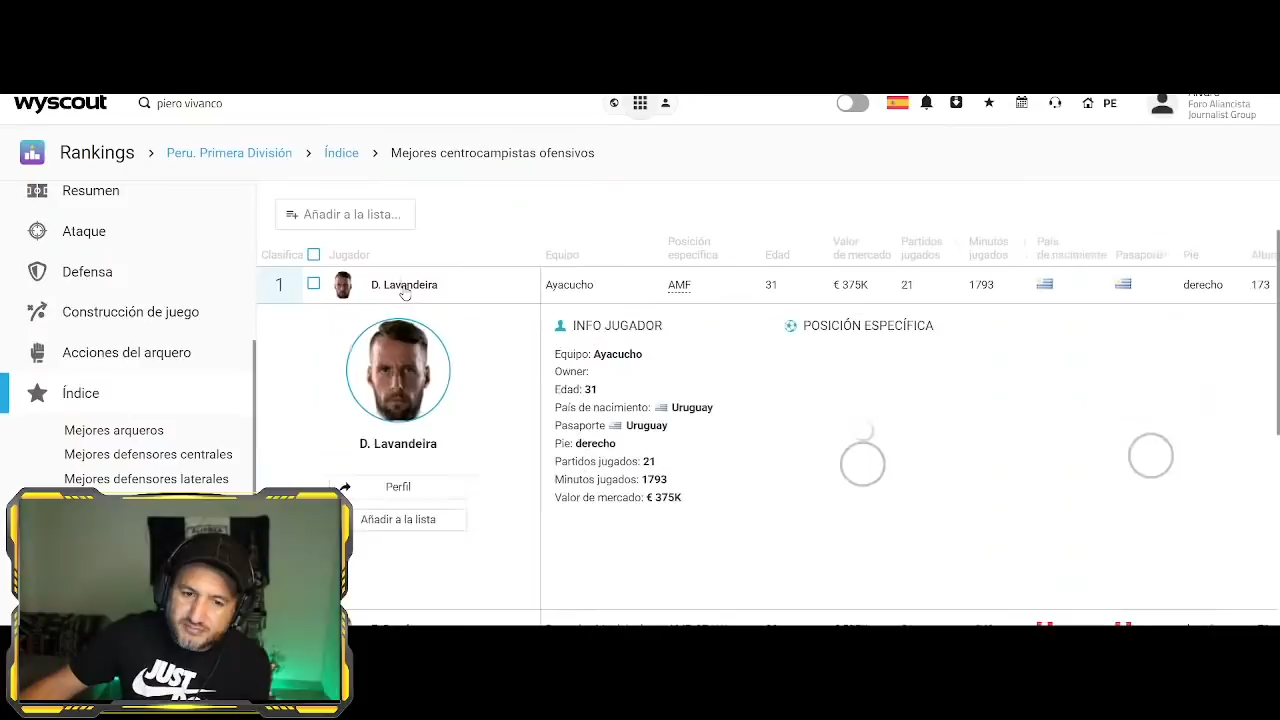 wyscout
piero vivanco
PE
Foro Aliancista
Journalist Group
Rankings
Peru. Primera División
Índice
Mejores centrocampistas ofensivos
Resumen
Ataque
Defensa
Construcción de juego
Acciones del arquero
Índice
Mejores arqueros
Mejores defensores centrales
Mejores defensores laterales
Añadir a la lista...
Clasifica
Jugador
Equipo
Posición
específica
Edad
Valor
de mercado
Partidos
jugados
Minutos
jugados
País
de nacimiento
Pasapor
Pie
Altur
1 D. Lavandeira Ayacucho AMF 31 € 375K 21 1793 derecho 173
D. Lavandeira
Perfil
Añadir a la lista
INFO JUGADOR
Equipo: Ayacucho
Owner:
Edad: 31
País de nacimiento: Uruguay
Pasaporte Uruguay
Pie: derecho
Partidos jugados: 21
Minutos jugados: 1793
Valor de mercado: € 375K
POSICIÓN ESPECÍFICA
JUST